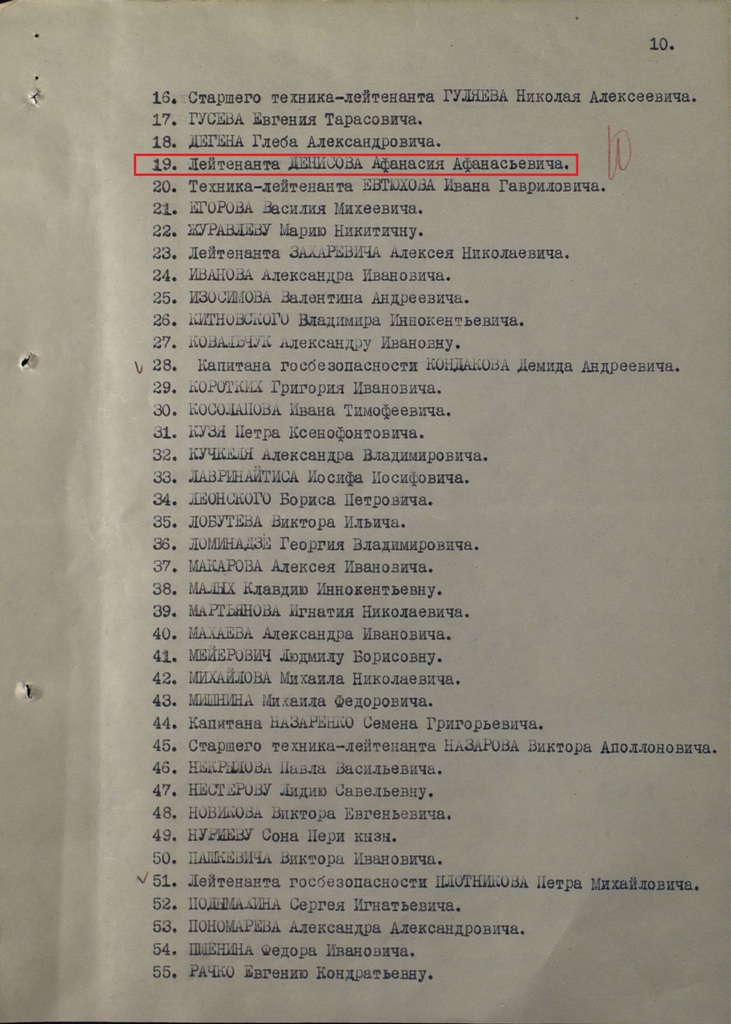 10.
16. Старшего техника-лейтенанта ГУЛЯЕВА Николая Алексеевича.
17. ГУСЕВА Евгения Тарасовича.
18. ДЕГЕНА Глеба Александровича.
19. Лейтенанта ДЕНИСОВА Афанасия Афанасьевича.
20. Техника-лейтенанта ЕВТЮХОВА Ивана Гавриловича.
21. ЕГОРОВА Василия Михеевича.
22. ЖУРАВЛЕВУ Марию Никитичну.
23. Лейтенанта ЗАХАРЕВИЧА Алексея Николаевича.
24. ИВАНОВА Александра Ивановича.
25. ИЗОСИМОВА Валентина Андреевича.
26. КИТНОВСКОГО Владимира Иннокентьевича.
27. КОВАЛЬЧУК Александру Ивановну.
28. Капитана госбезопасности КОНДАКОВА Демида Андреевича.
29. КОРОТКИХ Григория Ивановича.
30. КОСОЛАПОВА Ивана Тимофеевича.
31. КУЗЯ Петра Ксенофонтовича.
32. КУЧКЕЛЯ Александра Владимировича.
33. ЛАВРИНАЙТИСА Иосифа Иосифовича.
34. ЛЕОНСКОГО Бориса Петровича.
35. ЛОБУТЕВА Виктора Ильича.
36. ЛОМИНАДЗЕ Георгия Владимировича.
37. МАКАРОВА Алексея Ивановича.
38. МАЛЫХ Клавдию Иннокентьевну.
39. МАРТЬЯНОВА Игнатия Николаевича.
40. МАХАЕВА Александра Ивановича.
41. МЕЙЕРОВИЧ Людмилу Борисовну.
42. МИХАЙЛОВА Михаила Николаевича.
43. МИШНИНА Михаила Федоровича.
44. Капитана НАЗАРЕНКО Семена Григорьевича.
45. Старшего техника-лейтенанта НАЗАРОВА Виктора Аполлоновича.
46. НЕКРЫЛОВА Павла Васильевича.
47. НЕСТЕРОВУ Лидию Савельевну.
48. НОВИКОВА Виктора Евгеньевича.
49. НУРИЕВУ Сона Пери кызы.
50. ПАШКЕВИЧА Виктора Ивановича.
51. Лейтенанта госбезопасности ПЛОТНИКОВА Петра Михайловича.
52. ПОДЫМАХИНА Сергея Игнатьевича.
53. ПОНОМАРЕВА Александра Александровича.
54. ПШЕНИНА Федора Ивановича.
55. РАЧКО Евгению Кондратьевну.